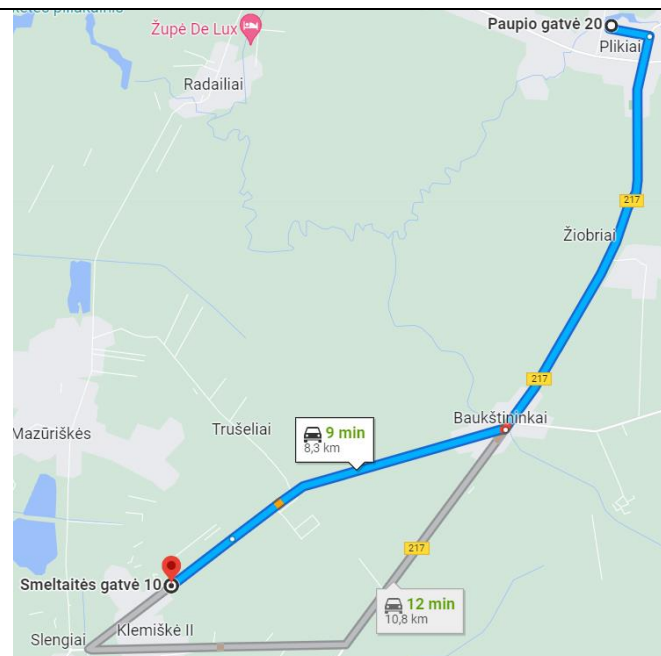 Paupio gatvė 20
Župė De Lux
Plikiai
Radailiai
217
Žiobriai
217
Baukštininkai
Mazūriškės
Trušeliai
9 min
8,3 km
217
Smeltaitės gatvė 10
12 min
10,8 km
Klemiškė II
Slengiai